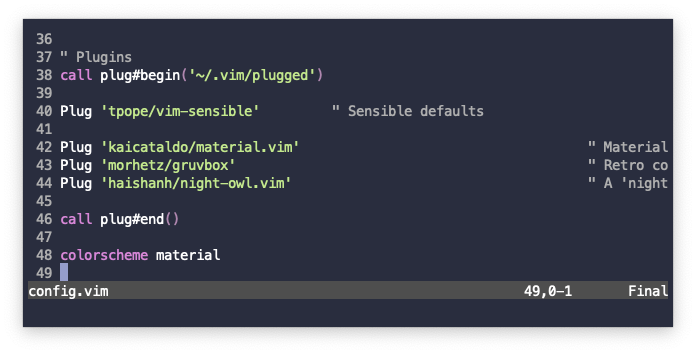 36
37 " Plugins
38 call plug#begin('~/.vim/plugged')
39
40 Plug 'tpope/vim-sensible' " Sensible defaults
41
42 Plug 'kaicataldo/material.vim' " Material
43 Plug 'morhetz/gruvbox' " Retro co
44 Plug 'haishanh/night-owl.vim' " A 'night
45
46 call plug#end()
47
48 colorscheme material
49
config.vim 49,0-1 Final